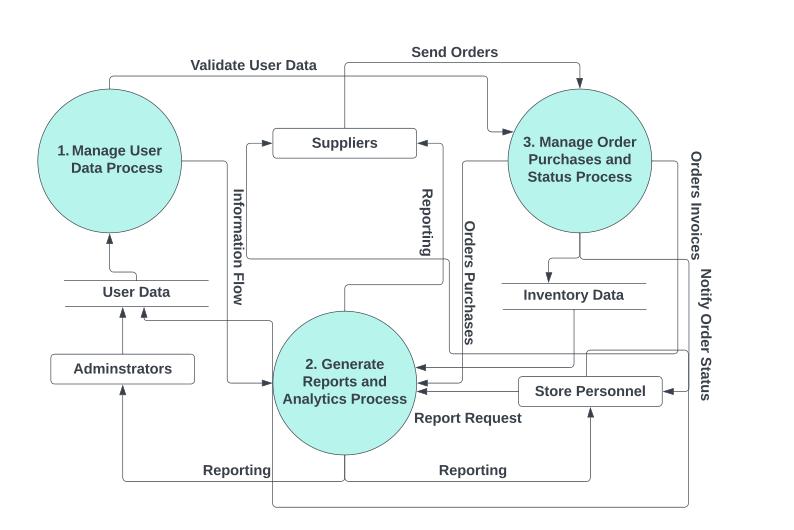 Send Orders
Validate User Data
Suppliers
1. Manage User
Data Process
3. Manage Order
Purchases and
Status Process
Orders Invoices
Information Flow
Reporting
Orders Purchases
Notify Order Status
User Data
Inventory Data
Adminstrators
2. Generate
Reports and
Analytics Process
Store Personnel
Report Request
Reporting
Reporting